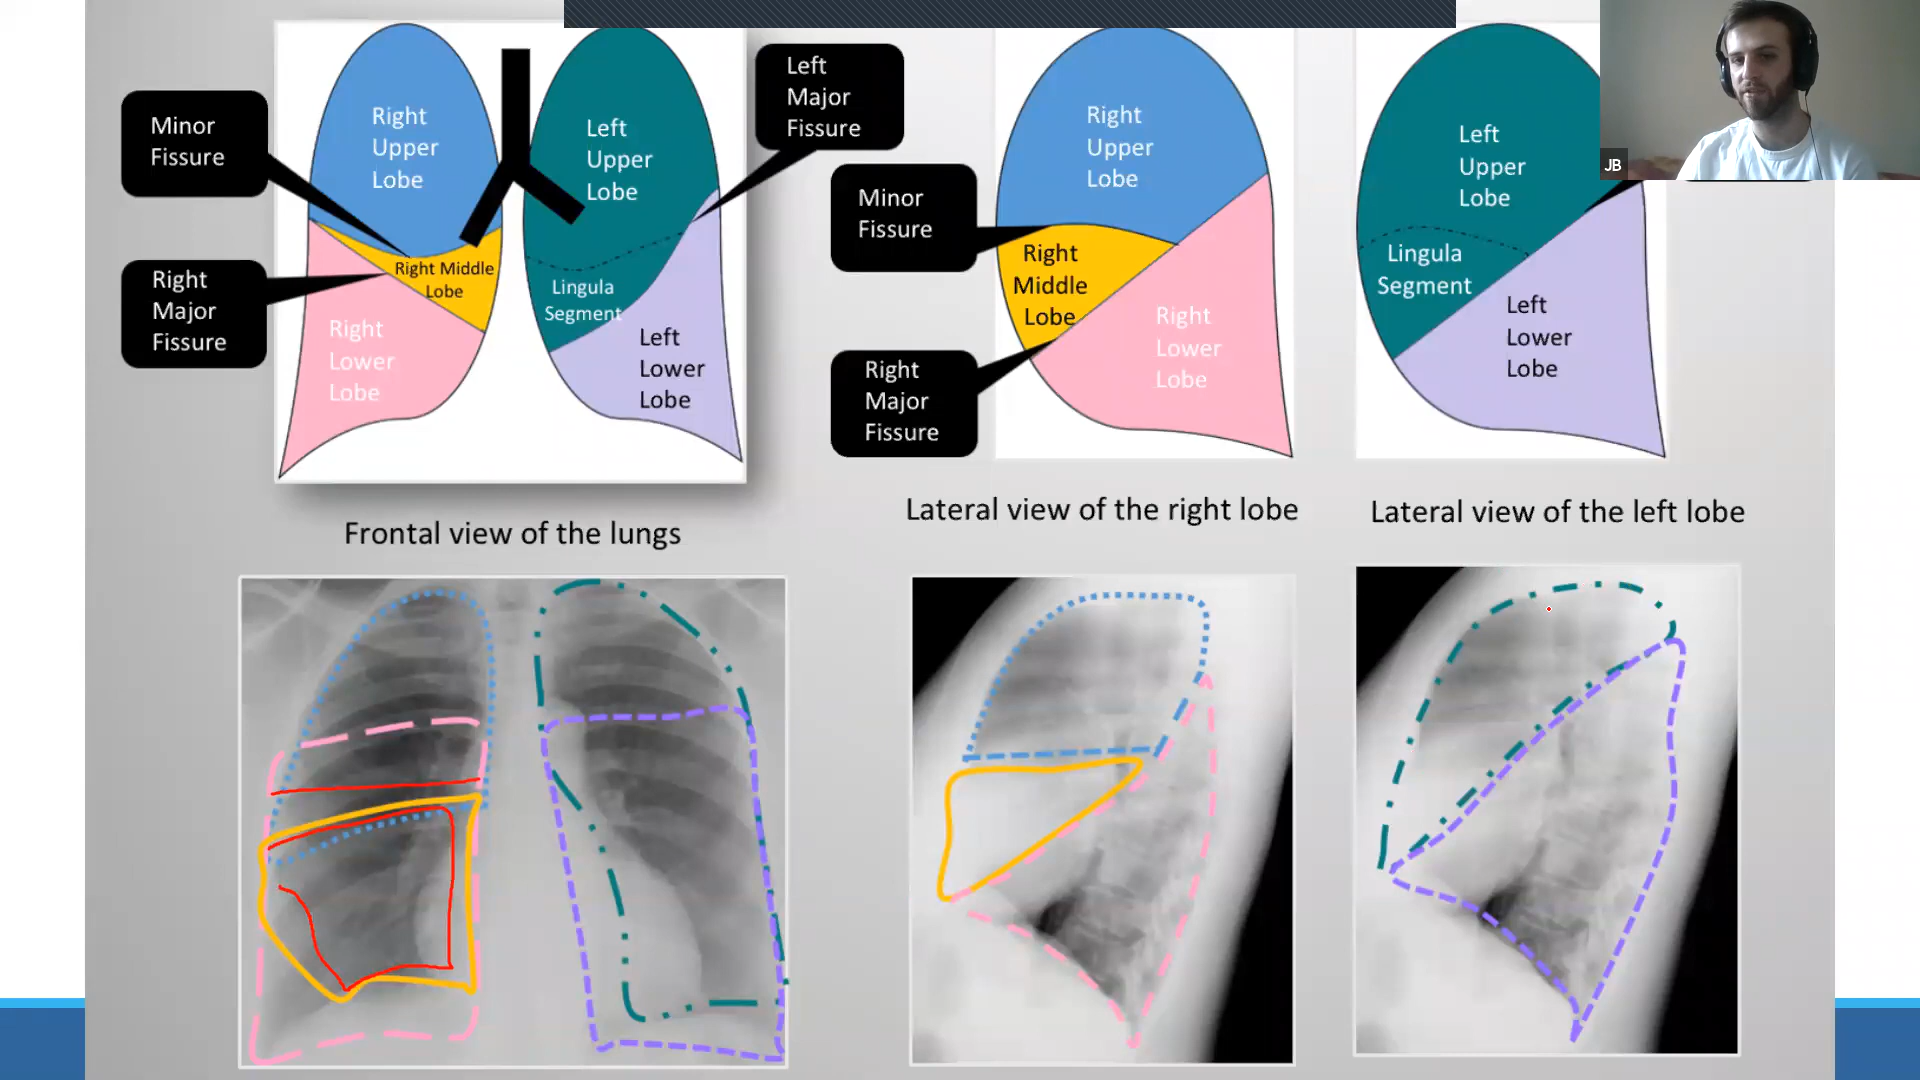 Minor
Fissure
Right
Major
Fissure
Right
Upper
Lobe
Right Middle
Lobe
Right
Lower
Lobe
Left
Upper
Lobe
Lingula
Segment
Left
Lower
Lobe
Left
Major
Fissure
Frontal view of the lungs
Minor
Fissure
Right
Major
Fissure
Right
Upper
Lobe
Right
Middle
Lobe
Right
Lower
Lobe
Lateral view of the right lobe
Left
Upper
Lobe
Lingula
Segment
Left
Lower
Lobe
Lateral view of the left lobe
JB